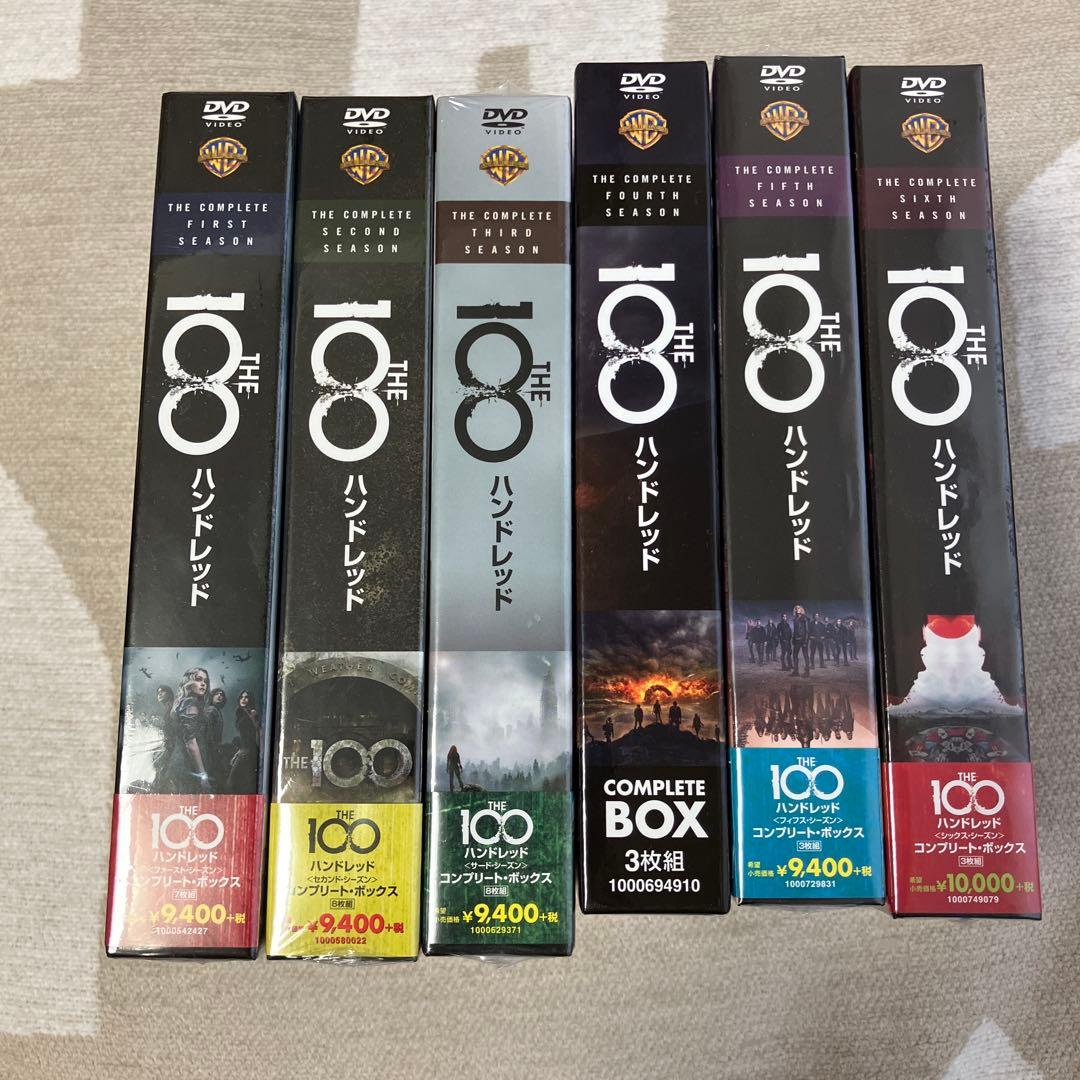 DVD
VIDEO
WB
THE COMPLETE
FIRST
SEASON
THE 100
ハンドレッド
THE
100
ハンドレッド
<ファースト・シーズン>
コンプリート・ボックス
7枚組
¥9,400+税
1000542427
DVD
VIDEO
WB
THE COMPLETE
SECOND
SEASON
THE 100
ハンドレッド
WEATHER
THE 100
THE
100
ハンドレッド
<セカンド・シーズン>
コンプリート・ボックス
8枚組
¥9,400+税
1000580022
DVD
VIDEO
WB
THE COMPLETE
THIRD
SEASON
THE 100
ハンドレッド
THE
100
ハンドレッド
<サード・シーズン>
コンプリート・ボックス
8枚組
希望
小売価格 ¥9,400+税
1000629371
DVD
VIDEO
WB
THE COMPLETE
FOURTH
SEASON
THE 100
ハンドレッド
COMPLETE
BOX
3枚組
1000694910
DVD
VIDEO
WB
THE COMPLETE
FIFTH
SEASON
THE 100
ハンドレッド
THE
100
ハンドレッド
<フィフス・シーズン>
コンプリート・ボックス
3枚組
希望
小売価格 ¥9,400+税
1000729831
DVD
VIDEO
WB
THE COMPLETE
SIXTH
SEASON
THE 100
ハンドレッド
THE
100
ハンドレッド
<シックス・シーズン>
コンプリート・ボックス
3枚組
希望
小売価格 ¥10,000+税
1000749079